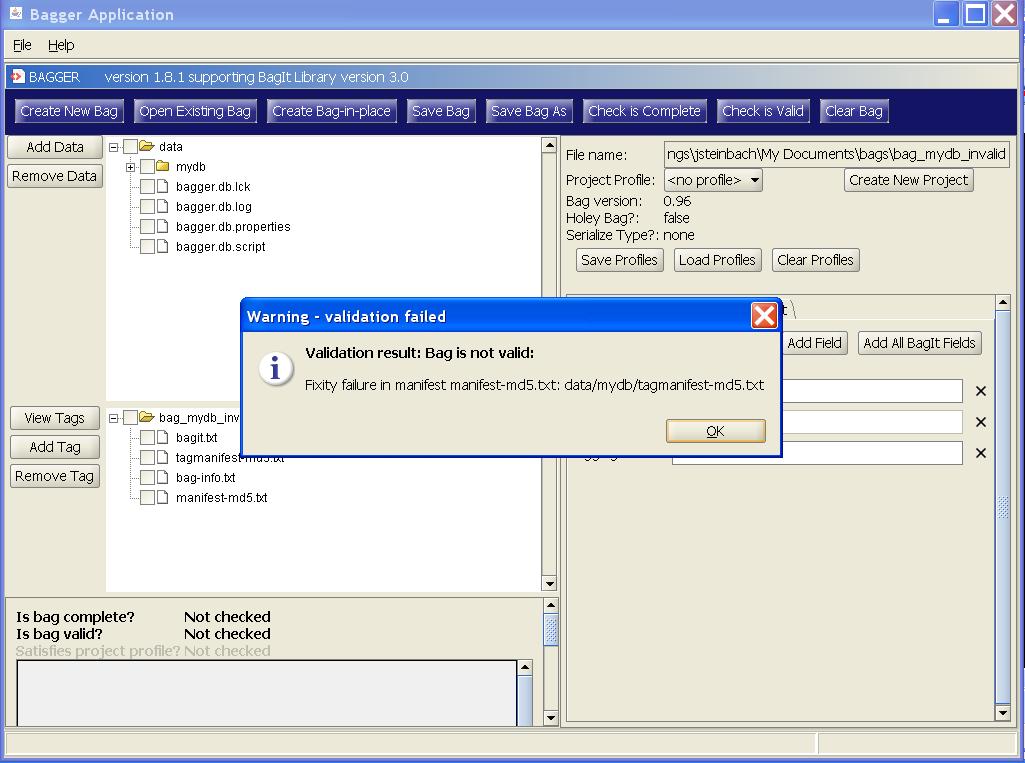 Bagger Application
File Help
BAGGER version 1.8.1 supporting BagIt Library version 3.0
Create New Bag Open Existing Bag Create Bag-in-place Save Bag Save Bag As Check is Complete Check is Valid Clear Bag
Add Data
Remove Data
data
mydb
bagger.db.lck
bagger.db.log
bagger.db.properties
bagger.db.script
File name: ngs\jsteinbach\My Documents\bags\bag_mydb_invalid
Project Profile: <no profile> Create New Project
Bag version: 0.96
Holey Bag?: false
Serialize Type?: none
Save Profiles Load Profiles Clear Profiles
Add Field Add All BagIt Fields
Warning - validation failed
Validation result: Bag is not valid:
Fixity failure in manifest manifest-md5.txt: data/mydb/tagmanifest-md5.txt
OK
View Tags
Add Tag
Remove Tag
bag_mydb_inv
bagit.txt
tagmanifest-md5.txt
bag-info.txt
manifest-md5.txt
Is bag complete? Not checked
Is bag valid? Not checked
Satisfies project profile? Not checked